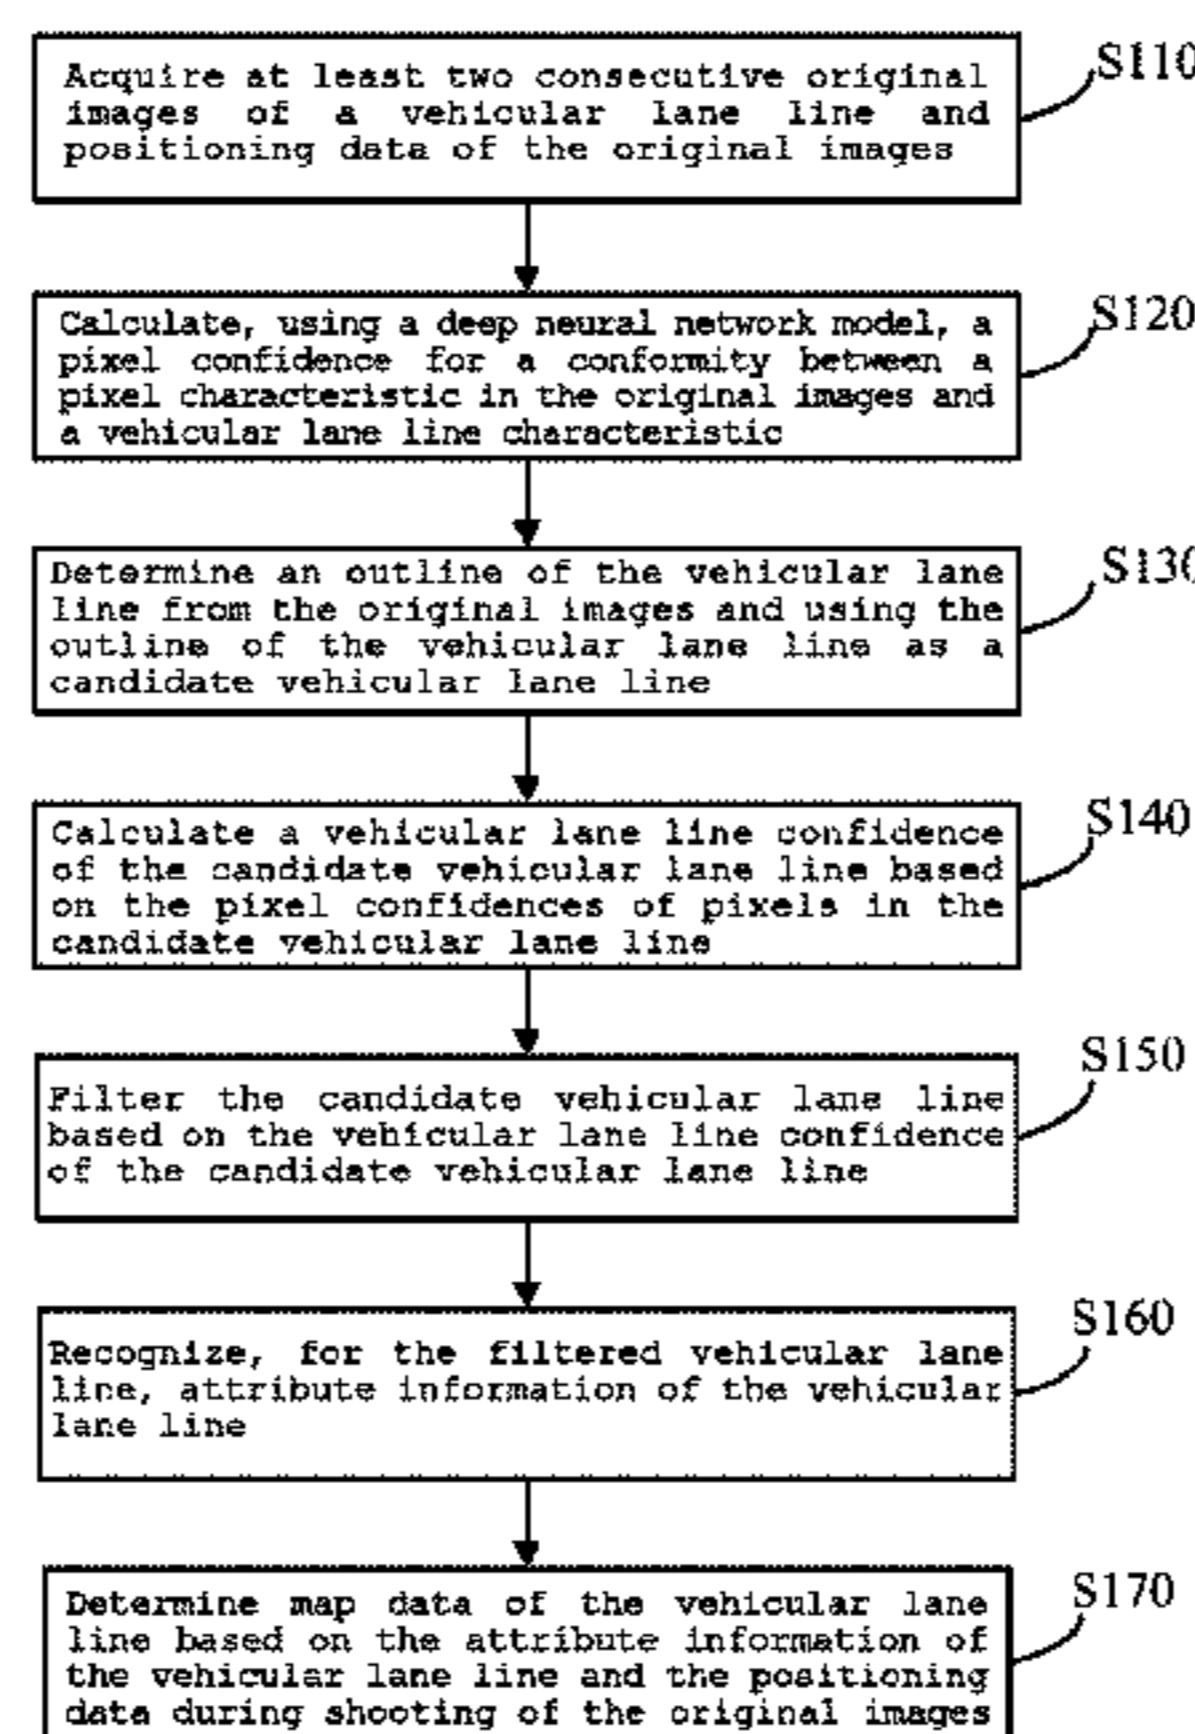 Acquire at least two consecutive original
images of a vehicular lane line and
positioning data of the original images
S110
Calculate, using a deep neural network model, a
pixel confidence for a conformity between a
pixel characteristic in the original images and
a vehicular lane line characteristic
S120
Determine an outline of the vehicular lane
line from the original images and using the
outline of the vehicular lane line as a
candidate vehicular lane line
S130
Calculate a vehicular lane line confidence
of the candidate vehicular lane line based
on the pixel confidences of pixels in the
candidate vehicular lane line
S140
Filter the candidate vehicular lane line
based on the vehicular lane line confidence
of the candidate vehicular lane line
S150
Recognize, for the filtered vehicular lane
line, attribute information of the vehicular
lane line
S160
Determine map data of the vehicular lane
line based on the attribute information of
the vehicular lane line and the positioning
data during shooting of the original images
S170